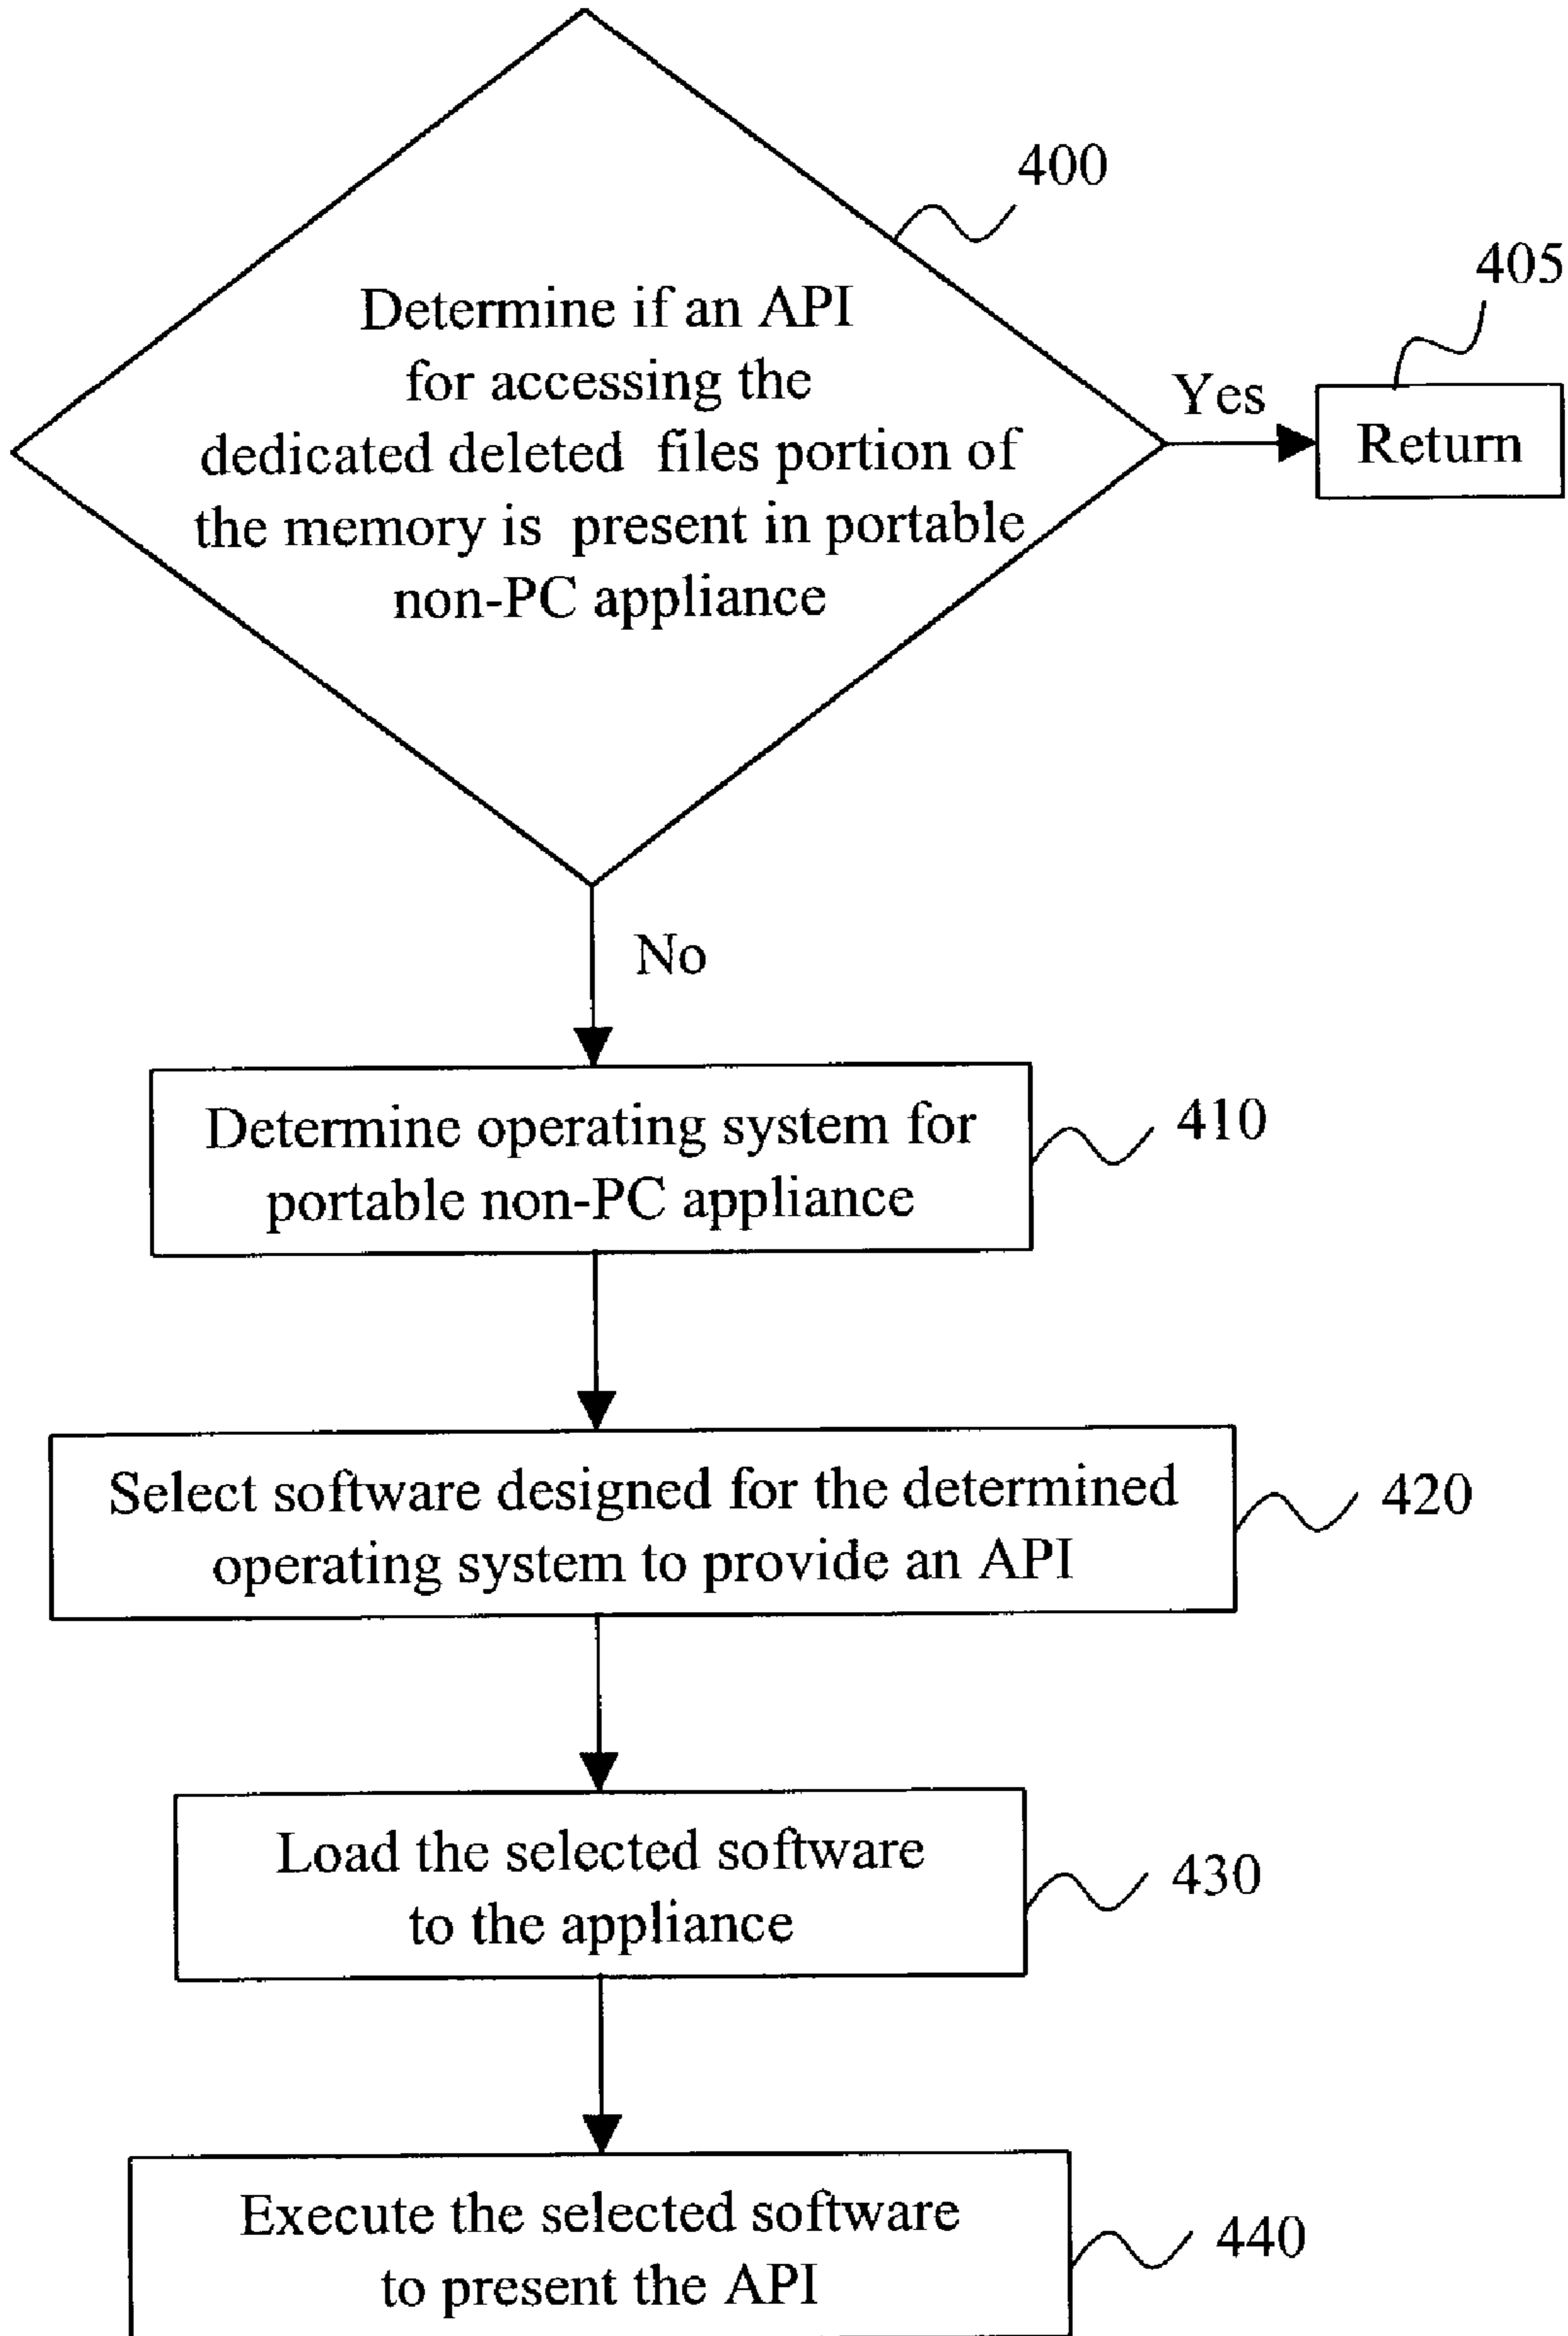 400
405
Determine if an API
for accessing the
dedicated deleted files portion of
the memory is present in portable
non-PC appliance
Yes
Return
No
Determine operating system for
portable non-PC appliance
410
Select software designed for the determined
operating system to provide an API
420
Load the selected software
to the appliance
430
Execute the selected software
to present the API
440